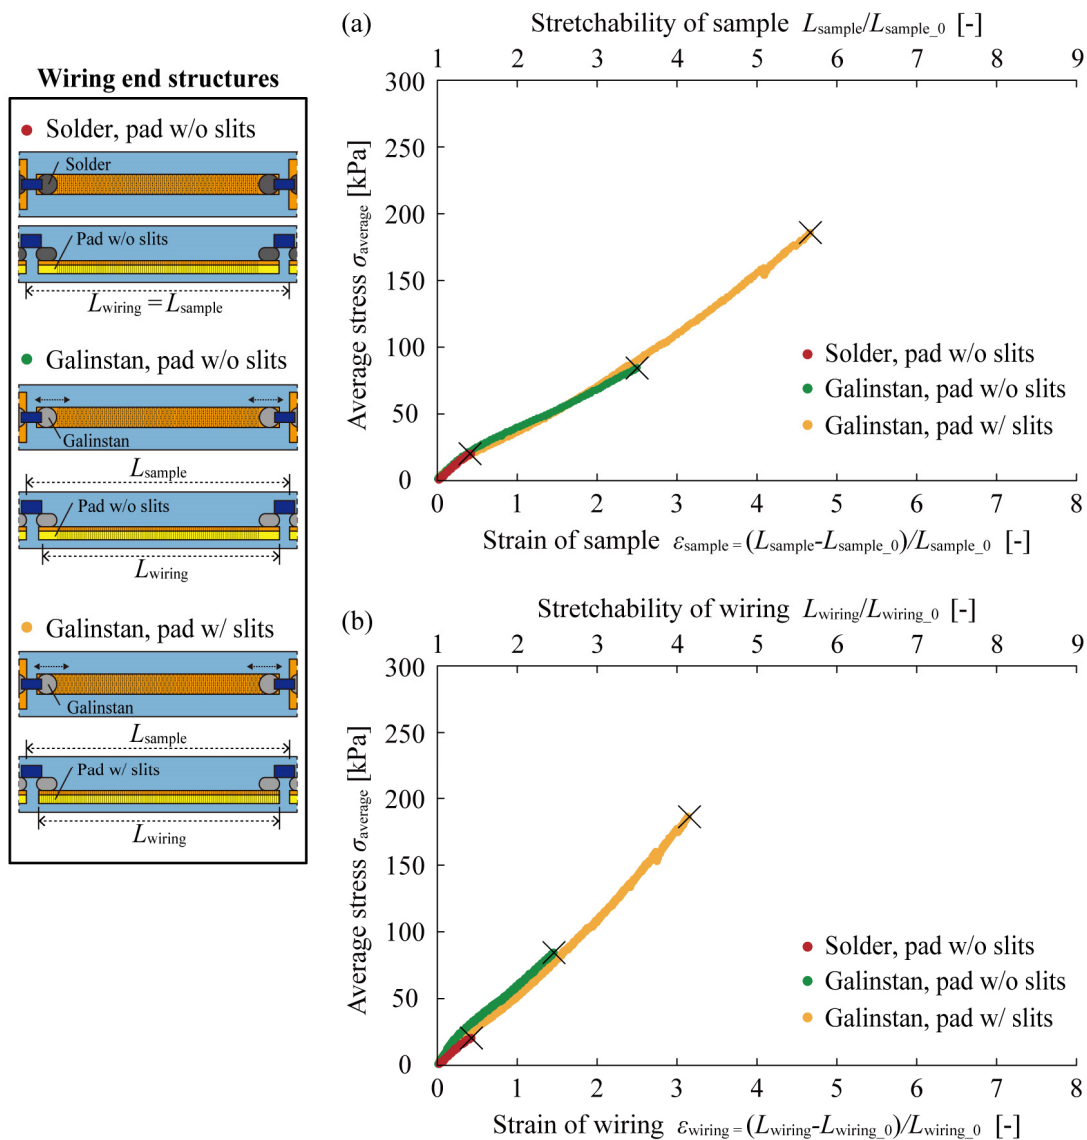 Wiring end structures
Solder, pad w/o slits
Solder
Pad w/o slits
Lwiring = Lsample
Galinstan, pad w/o slits
Galinstan
Lsample
Pad w/o slits
Lwiring
Galinstan, pad w/ slits
Galinstan
Lsample
Pad w/ slits
Lwiring
(a)
Stretchability of sample Lsample/Lsample_0 [-]
1 2 3 4 5 6 7 8 9
300
250
200
150
100
50
0
Average stress σaverage [kPa]
Solder, pad w/o slits
Galinstan, pad w/o slits
Galinstan, pad w/ slits
0 1 2 3 4 5 6 7 8
Strain of sample εsample = (Lsample-Lsample_0)/Lsample_0 [-]
(b)
Stretchability of wiring Lwiring/Lwiring_0 [-]
1 2 3 4 5 6 7 8 9
300
250
200
150
100
50
0
Average stress σaverage [kPa]
Solder, pad w/o slits
Galinstan, pad w/o slits
Galinstan, pad w/ slits
0 1 2 3 4 5 6 7 8
Strain of wiring εwiring = (Lwiring-Lwiring_0)/Lwiring_0 [-]